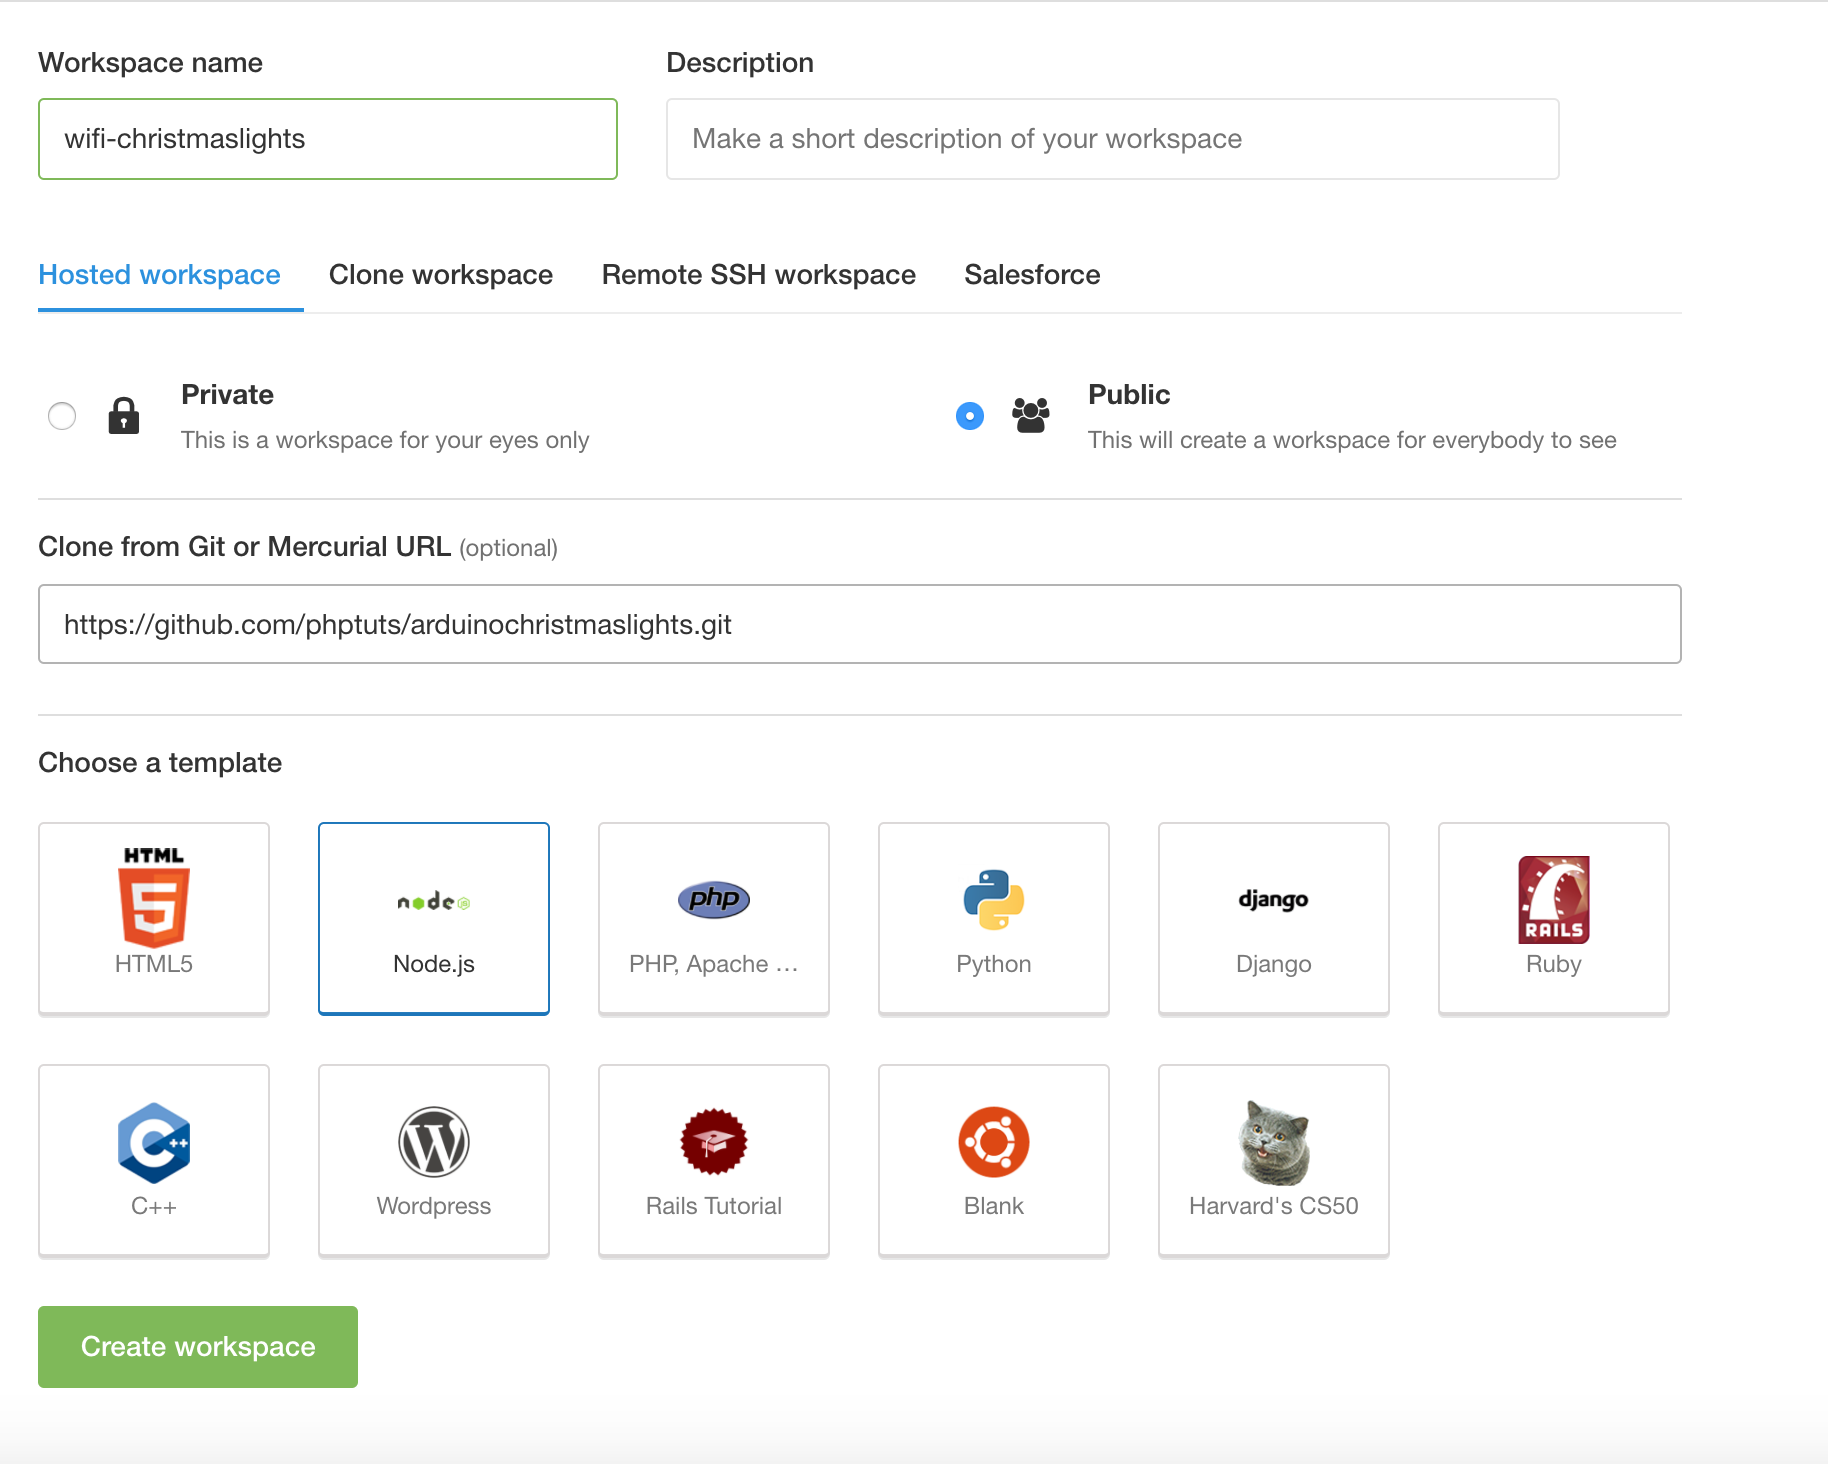 Workspace name
Description
wifi-christmaslights
Make a short description of your workspace
Hosted workspace
Clone workspace
Remote SSH workspace
Salesforce
Private
This is a workspace for your eyes only
Public
This will create a workspace for everybody to see
Clone from Git or Mercurial URL (optional)
https://github.com/phptuts/arduinochristmaslights.git
Choose a template
HTML
5
HTML5
node
JS
Node.js
php
PHP, Apache ...
Python
django
Django
RAILS
Ruby
C++
C++
W
Wordpress
Rails Tutorial
Blank
Harvard's CS50
Create workspace